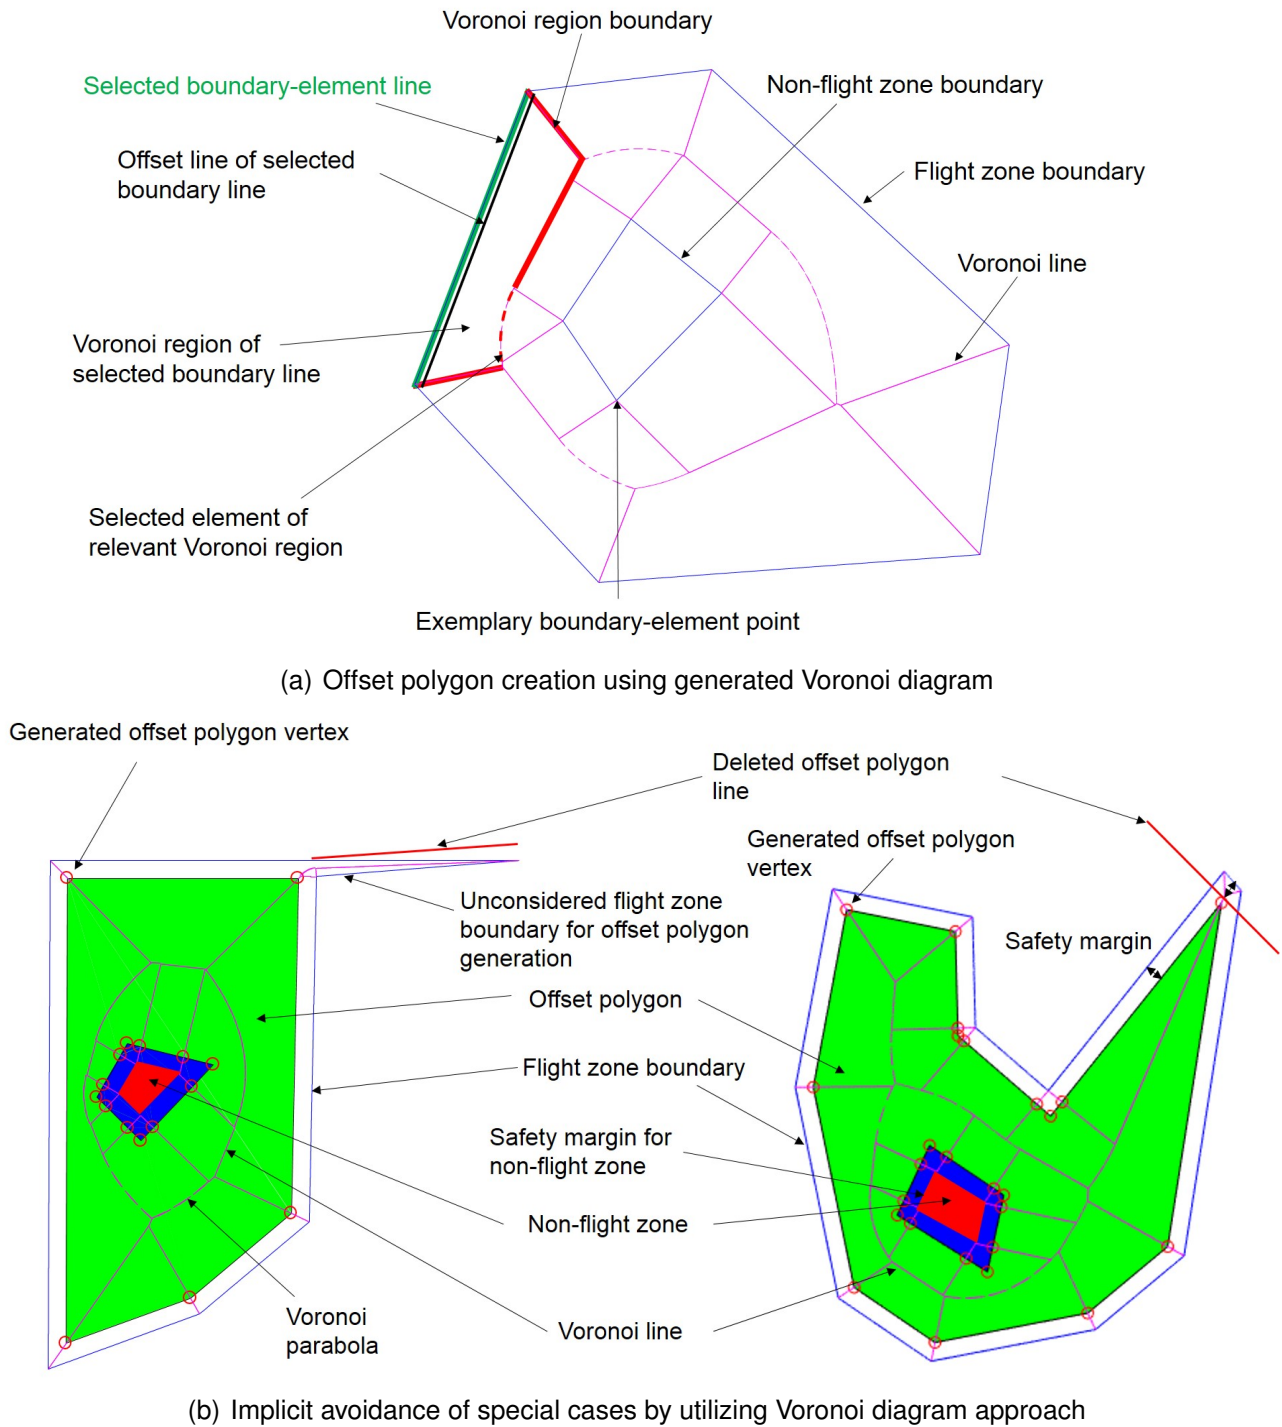 Voronoi region boundary
Selected boundary-element line
Non-flight zone boundary
Offset line of selected
boundary line
Flight zone boundary
Voronoi line
Voronoi region of
selected boundary line
Selected element of
relevant Voronoi region
Exemplary boundary-element point
(a) Offset polygon creation using generated Voronoi diagram
Generated offset polygon vertex
Deleted offset polygon
line
Generated offset polygon
vertex
Unconsidered flight zone
boundary for offset polygon
generation
Safety margin
Offset polygon
Flight zone boundary
Safety margin for
non-flight zone
Non-flight zone
Voronoi
parabola
Voronoi line
(b) Implicit avoidance of special cases by utilizing Voronoi diagram approach